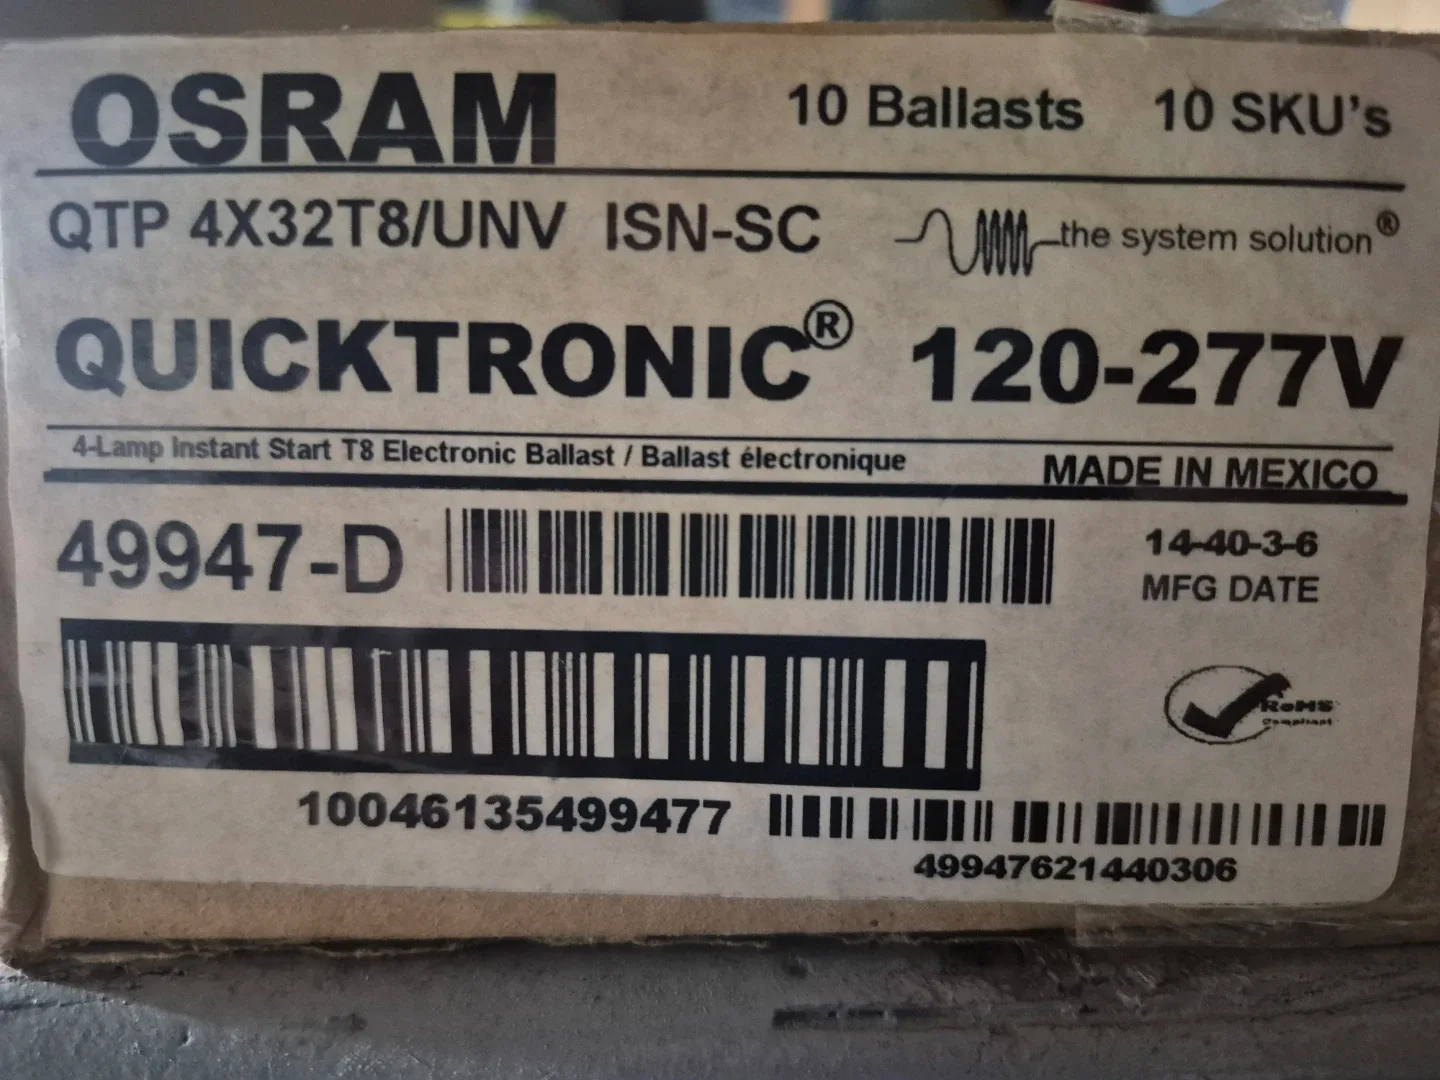 OSRAM 10 Ballasts 10 SKU's
QTP 4X32T8/UNV ISN-SC the system solution®
QUICKTRONIC® 120-277V
4-Lamp Instant Start T8 Electronic Ballast / Ballast électronique
MADE IN MEXICO
49947-D
14-40-3-6
MFG DATE
RoHS
Compliant
10046135499477
49947621440306